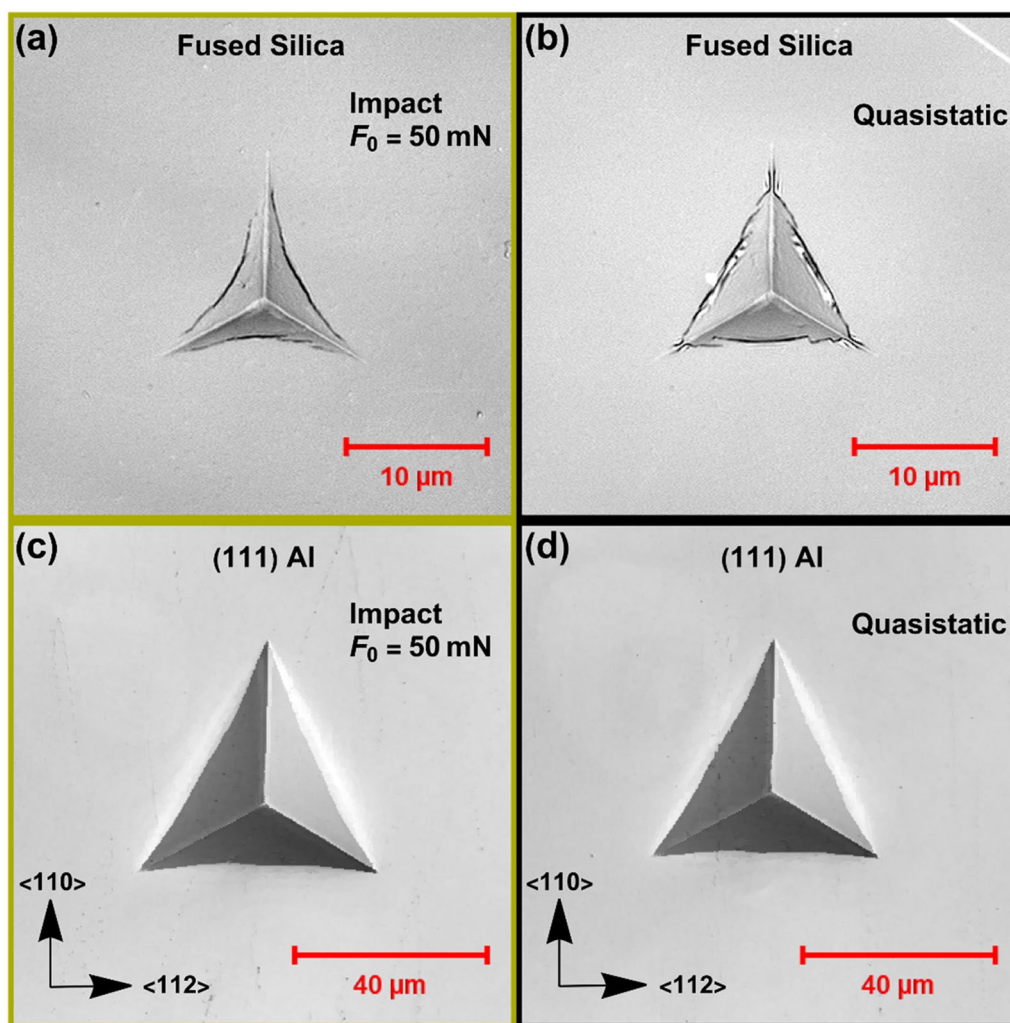 (a)
Fused Silica
Impact
F₀ = 50 mN
10 µm
(b)
Fused Silica
Quasistatic
10 µm
(c)
(111) Al
Impact
F₀ = 50 mN
<110>
<112>
40 µm
(d)
(111) Al
Quasistatic
<110>
<112>
40 µm